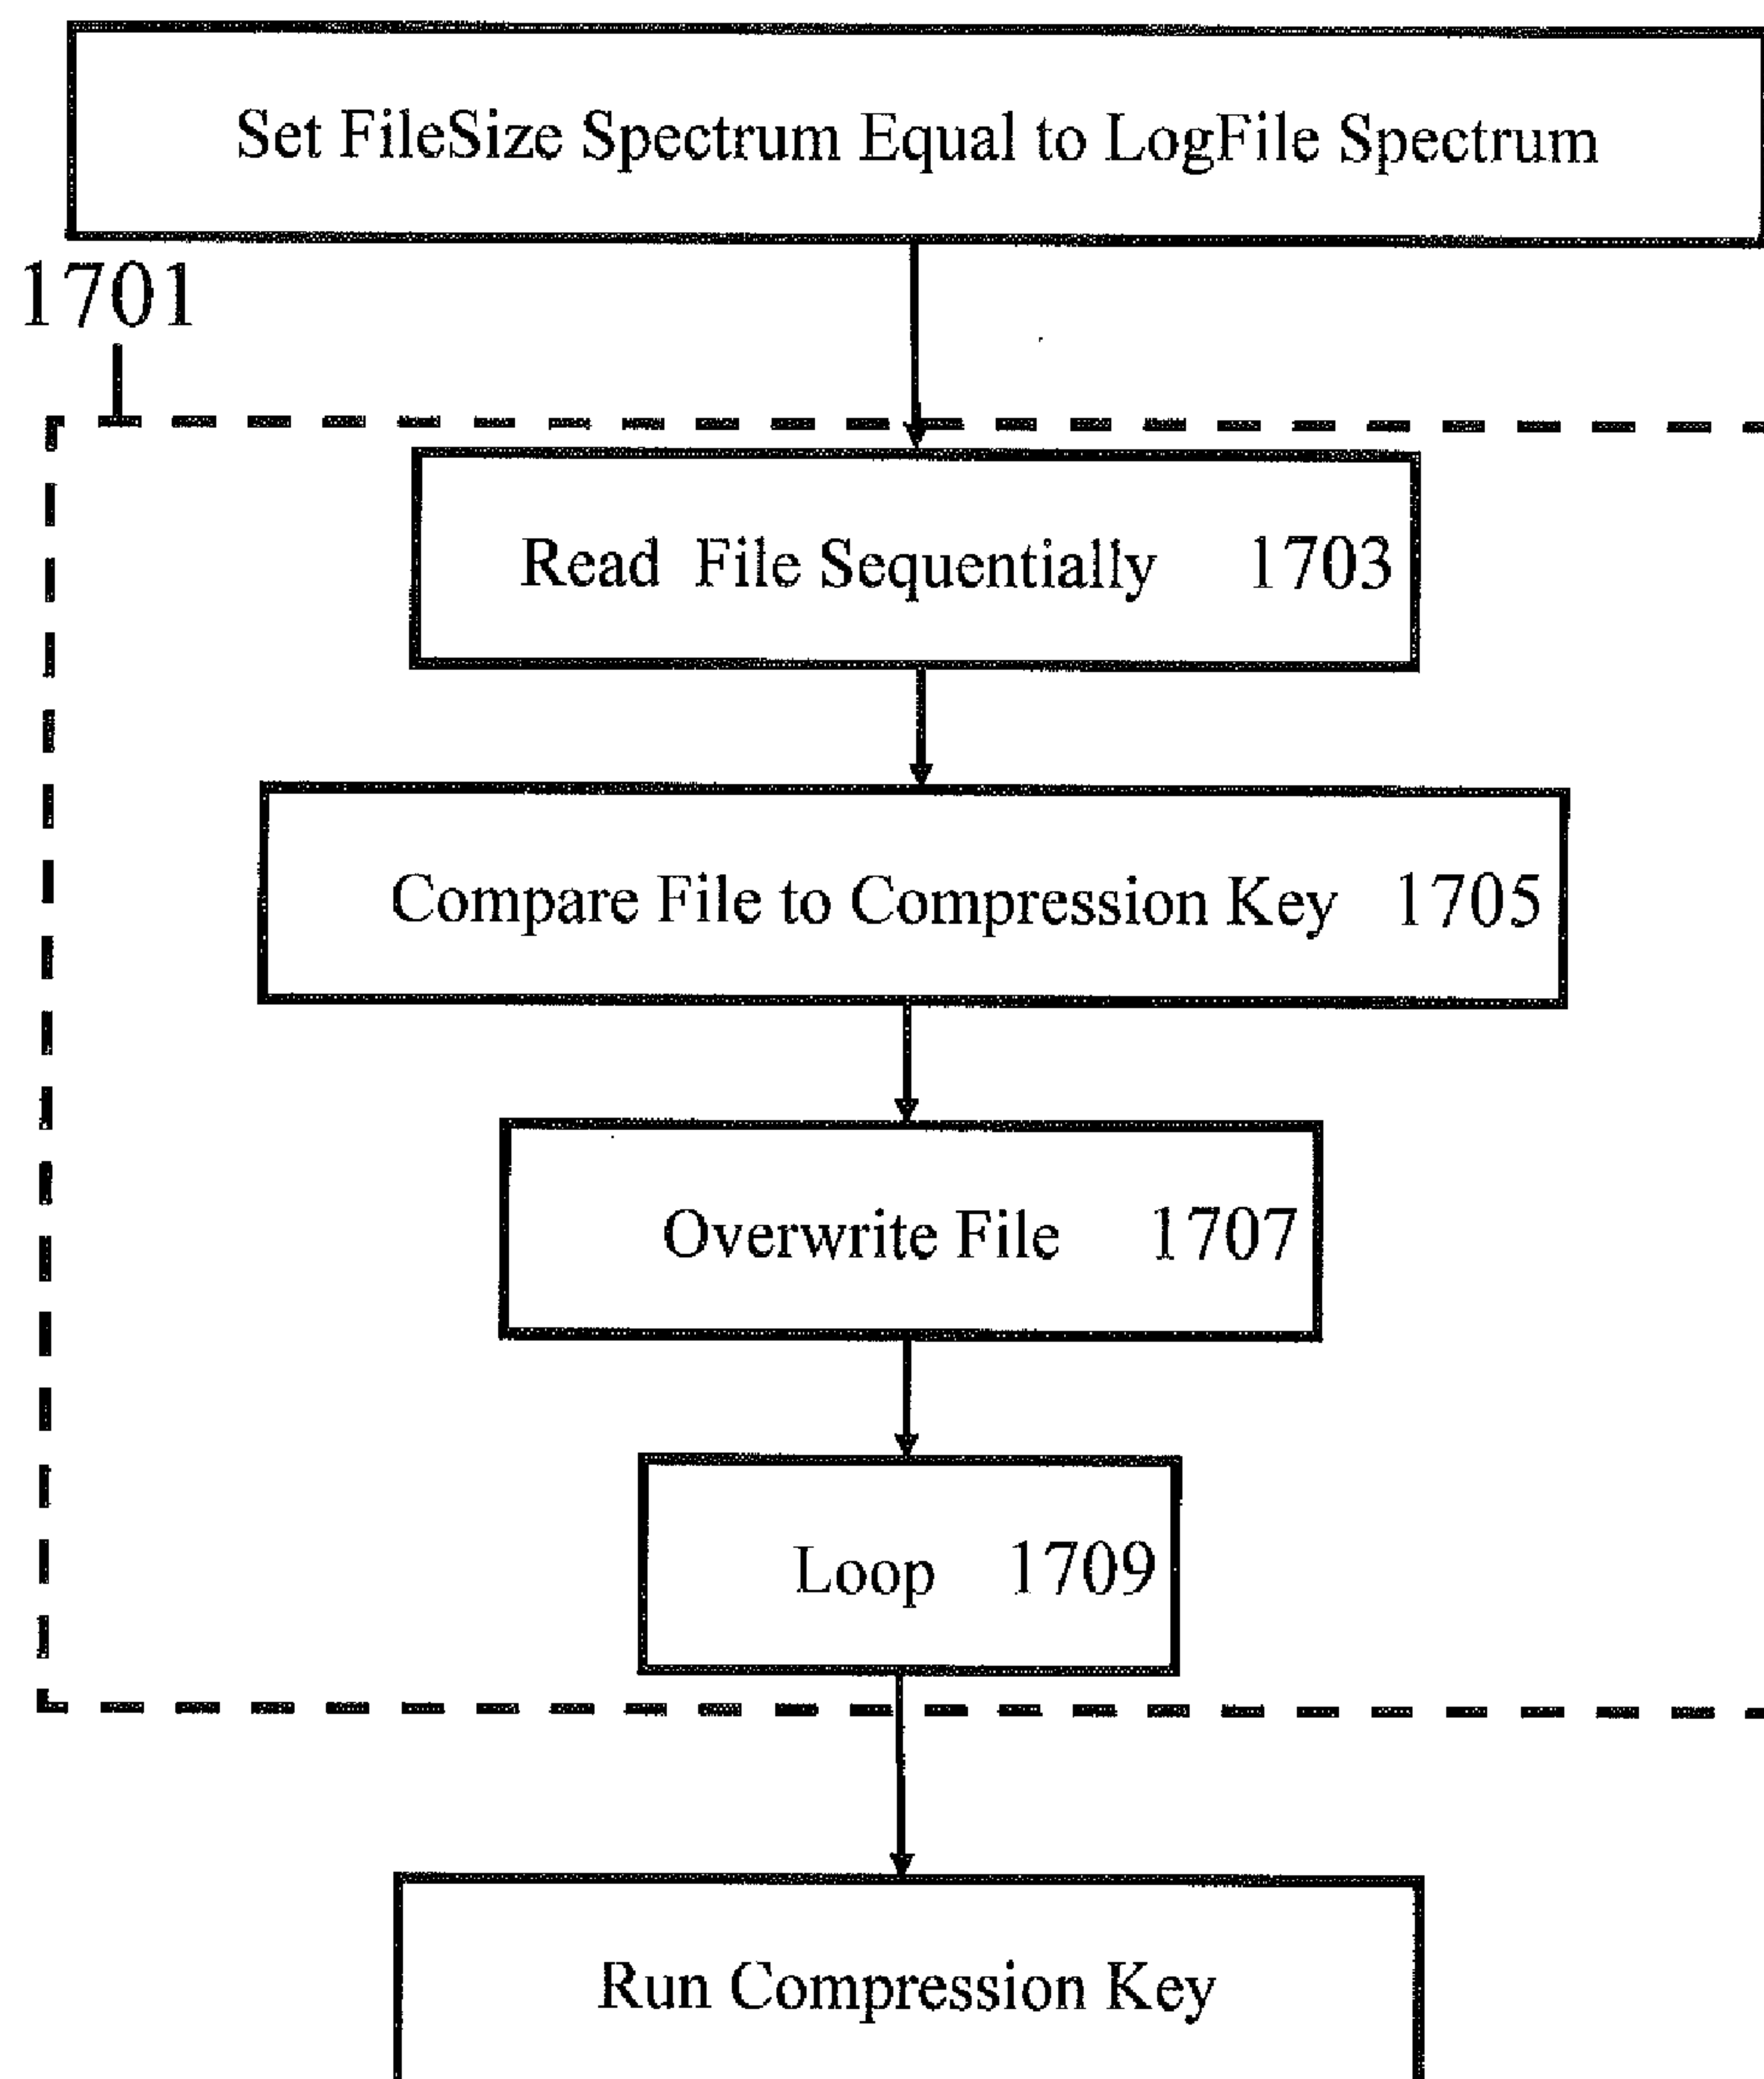 Set FileSize Spectrum Equal to LogFile Spectrum
1701
Read File Sequentially 1703
Compare File to Compression Key 1705
Overwrite File 1707
Loop 1709
Run Compression Key